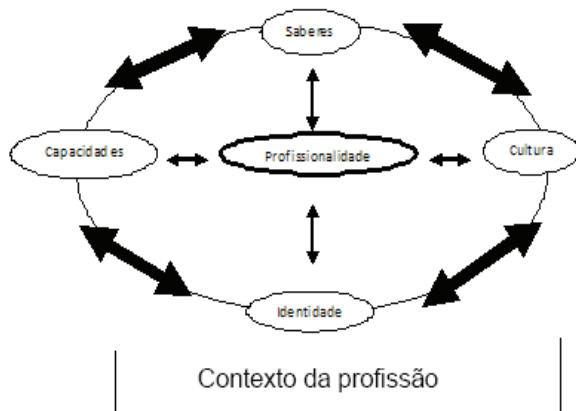 Saberes
Capacidades
Profissionalidade
Cultura
Identidade
Contexto da profissão